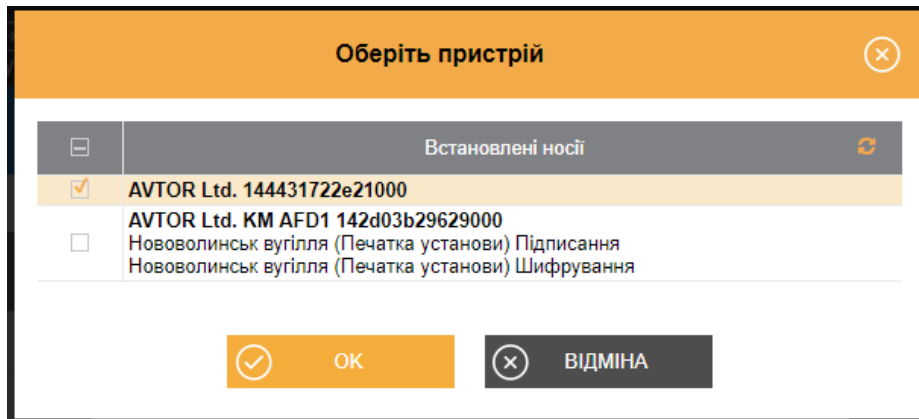 Оберіть пристрій
Встановлені носії
AVTOR Ltd. 144431722e21000
AVTOR Ltd. KM AFD1 142d03b29629000
Нововолинськ вугілля (Печатка установи) Підписання
Нововолинськ вугілля (Печатка установи) Шифрування
ОК
ВІДМІНА